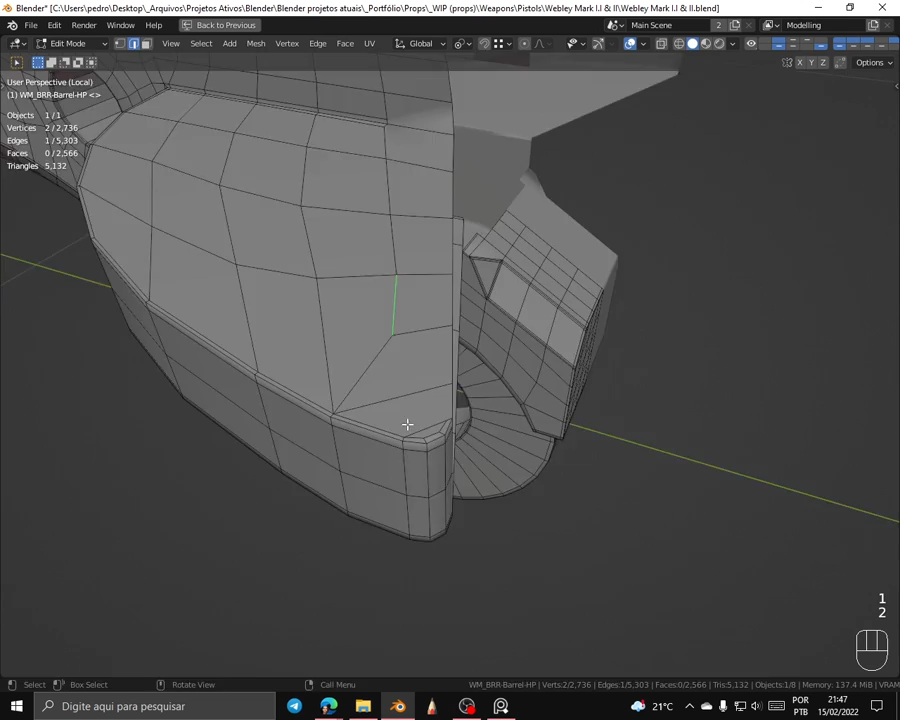 Blender* [C:\Users\pedro\Desktop\_Arquivos\Projetos Ativos\Blender\Blender projetos atuais\_Portfólio\Props\_WIP (props)\Weapons\Pistols\Webley Mark I.I & II\Webley Mark I.I & II.blend]
File Edit Render Window Help Back to Previous Main Scene 2 Modelling
Edit Mode View Select Add Mesh Vertex Edge Face UV Global
X Y Z Options
User Perspective (Local)
(1) WM_BRR-Barrel-HP <>
Objects 1 / 1
Vertices 2 / 2,736
Edges 1 / 5,303
Faces 0 / 2,566
Triangles 5,132
1
2
Select Box Select Rotate View Call Menu WM_BRR-Barrel-HP | Verts:2/2,736 | Edges:1/5,303 | Faces:0/2,566 | Tris:5,132 | Objects:1/8 | Memory: 137.4 MiB | VRAM
Digite aqui para pesquisar 21°C POR PTB 21:47 15/02/2022